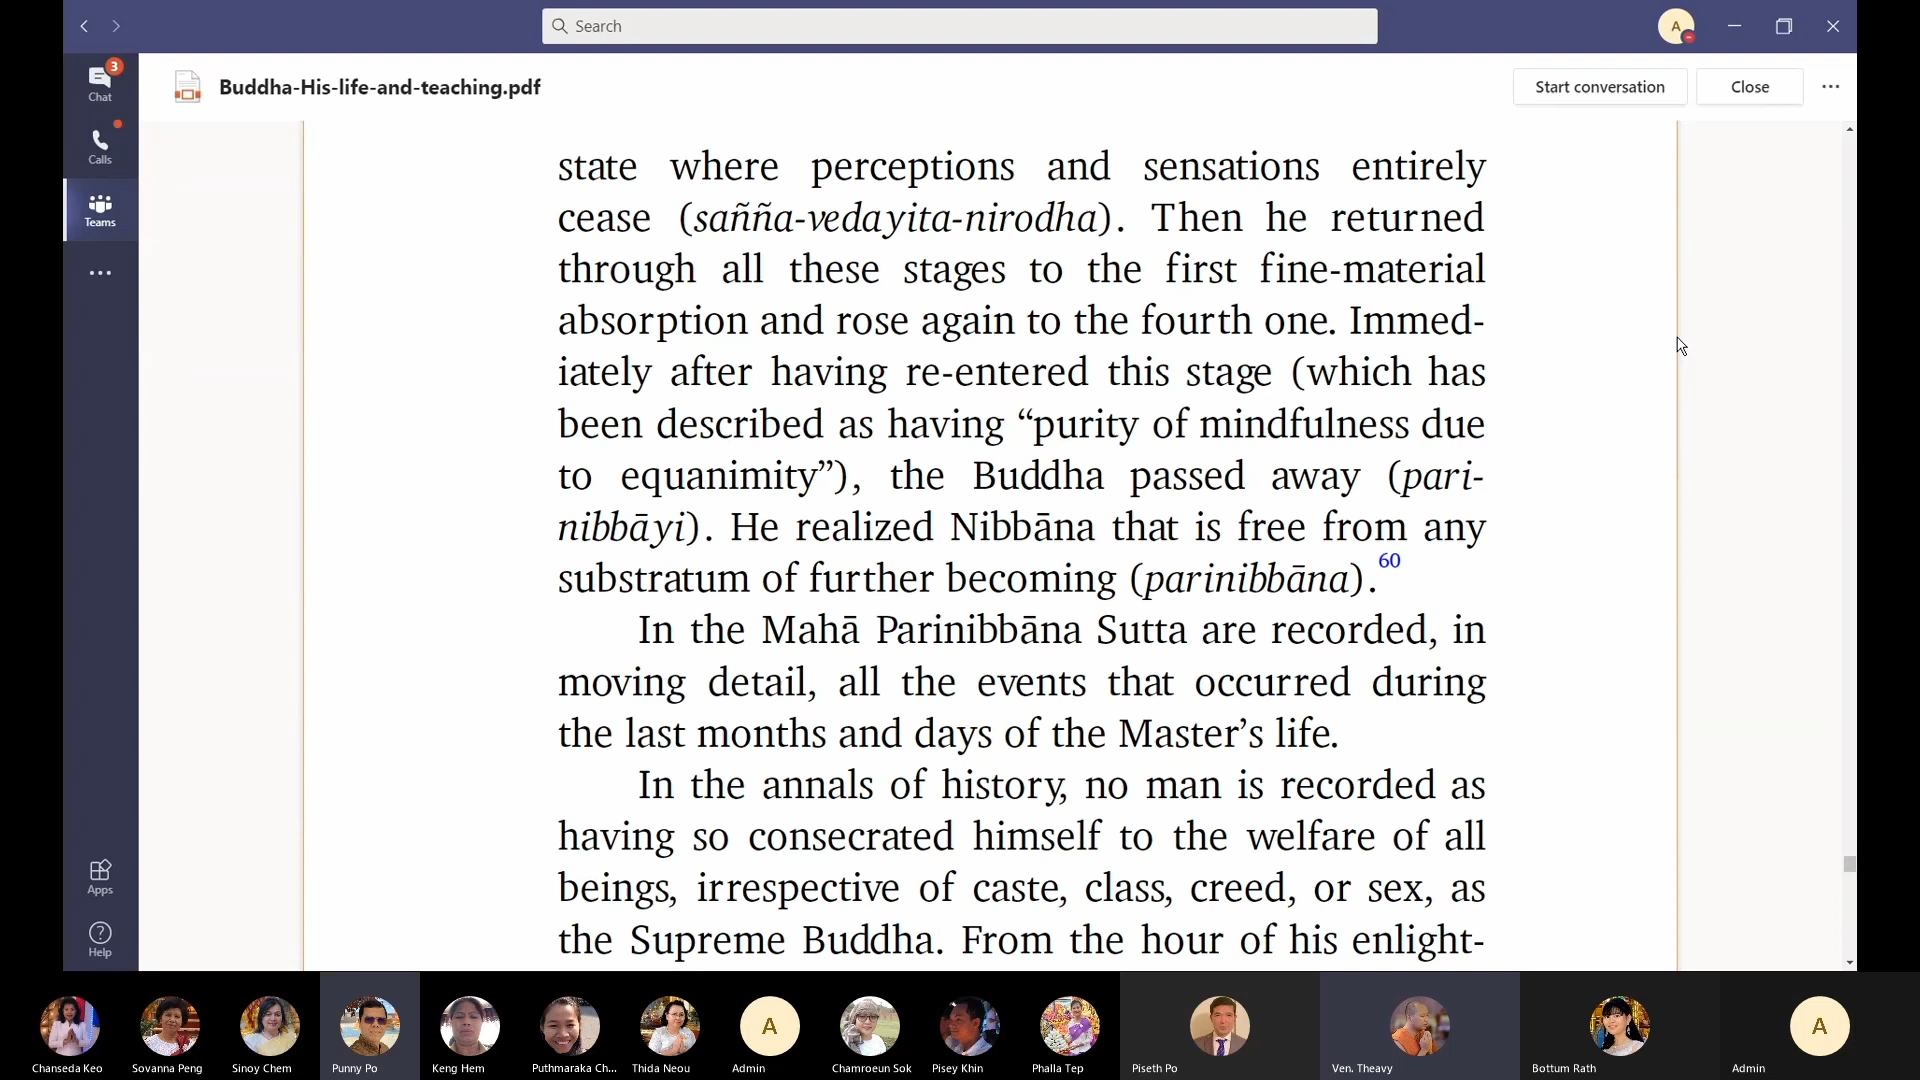 Search
A
3
Chat
Calls
Teams
Apps
Help
Buddha-His-life-and-teaching.pdf
Start conversation
Close
state where perceptions and sensations entirely
cease (sañña-vedayita-nirodha). Then he returned
through all these stages to the first fine-material
absorption and rose again to the fourth one. Immed-
iately after having re-entered this stage (which has
been described as having “purity of mindfulness due
to equanimity”), the Buddha passed away (pari-
nibbāyi). He realized Nibbāna that is free from any
substratum of further becoming (parinibbāna).60
In the Mahā Parinibbāna Sutta are recorded, in
moving detail, all the events that occurred during
the last months and days of the Master’s life.
In the annals of history, no man is recorded as
having so consecrated himself to the welfare of all
beings, irrespective of caste, class, creed, or sex, as
the Supreme Buddha. From the hour of his enlight-
A
A
Chanseda Keo
Sovanna Peng
Sinoy Chem
Punny Po
Keng Hem
Puthmaraka Ch...
Thida Neou
Admin
Chamroeun Sok
Pisey Khin
Phalla Tep
Piseth Po
Ven. Theavy
Bottum Rath
Admin